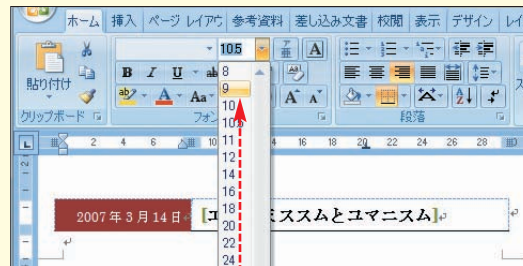 ホーム 挿入 ページ レイアウ 参考資料 差し込み文書 校閲 表示 デザイン レイ
10.5
貼り付け
B I U ab
Aa
A A
クリップボード
フォン
段落
8
9
10
10.5
11
12
14
16
18
20
22
24
2 4 6 10 14 16 18 20 22 24 26 28
2007 年 3 月 14 日
ミススムとユマニスム]